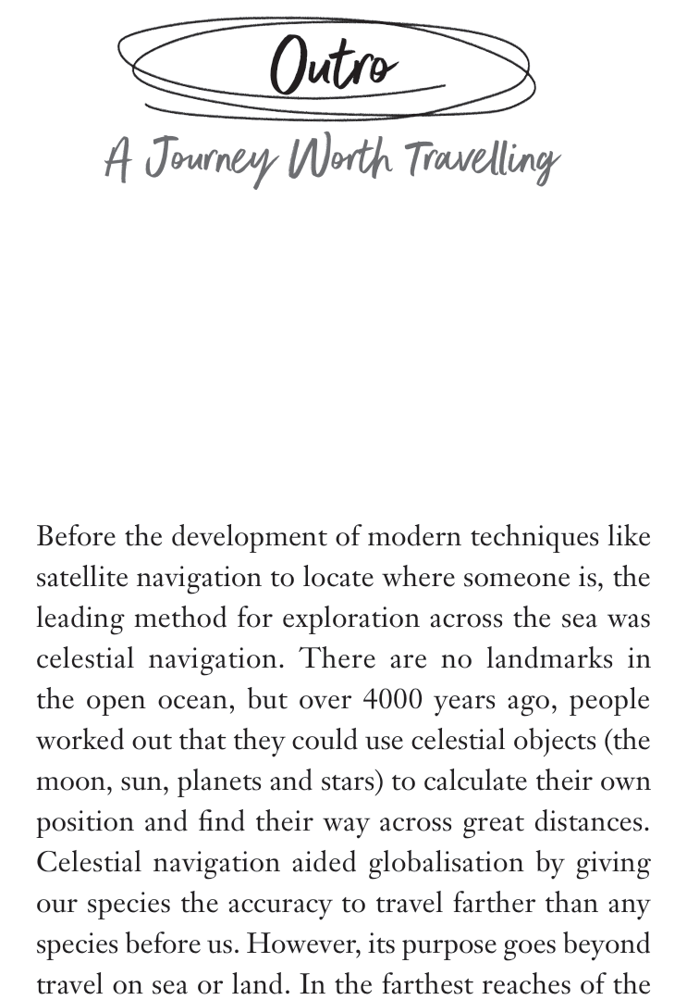 Outro
A Journey Worth Travelling
Before the development of modern techniques like
satellite navigation to locate where someone is, the
leading method for exploration across the sea was
celestial navigation. There are no landmarks in
the open ocean, but over 4000 years ago, people
worked out that they could use celestial objects (the
moon, sun, planets and stars) to calculate their own
position and find their way across great distances.
Celestial navigation aided globalisation by giving
our species the accuracy to travel farther than any
species before us. However, its purpose goes beyond
travel on sea or land. In the farthest reaches of the